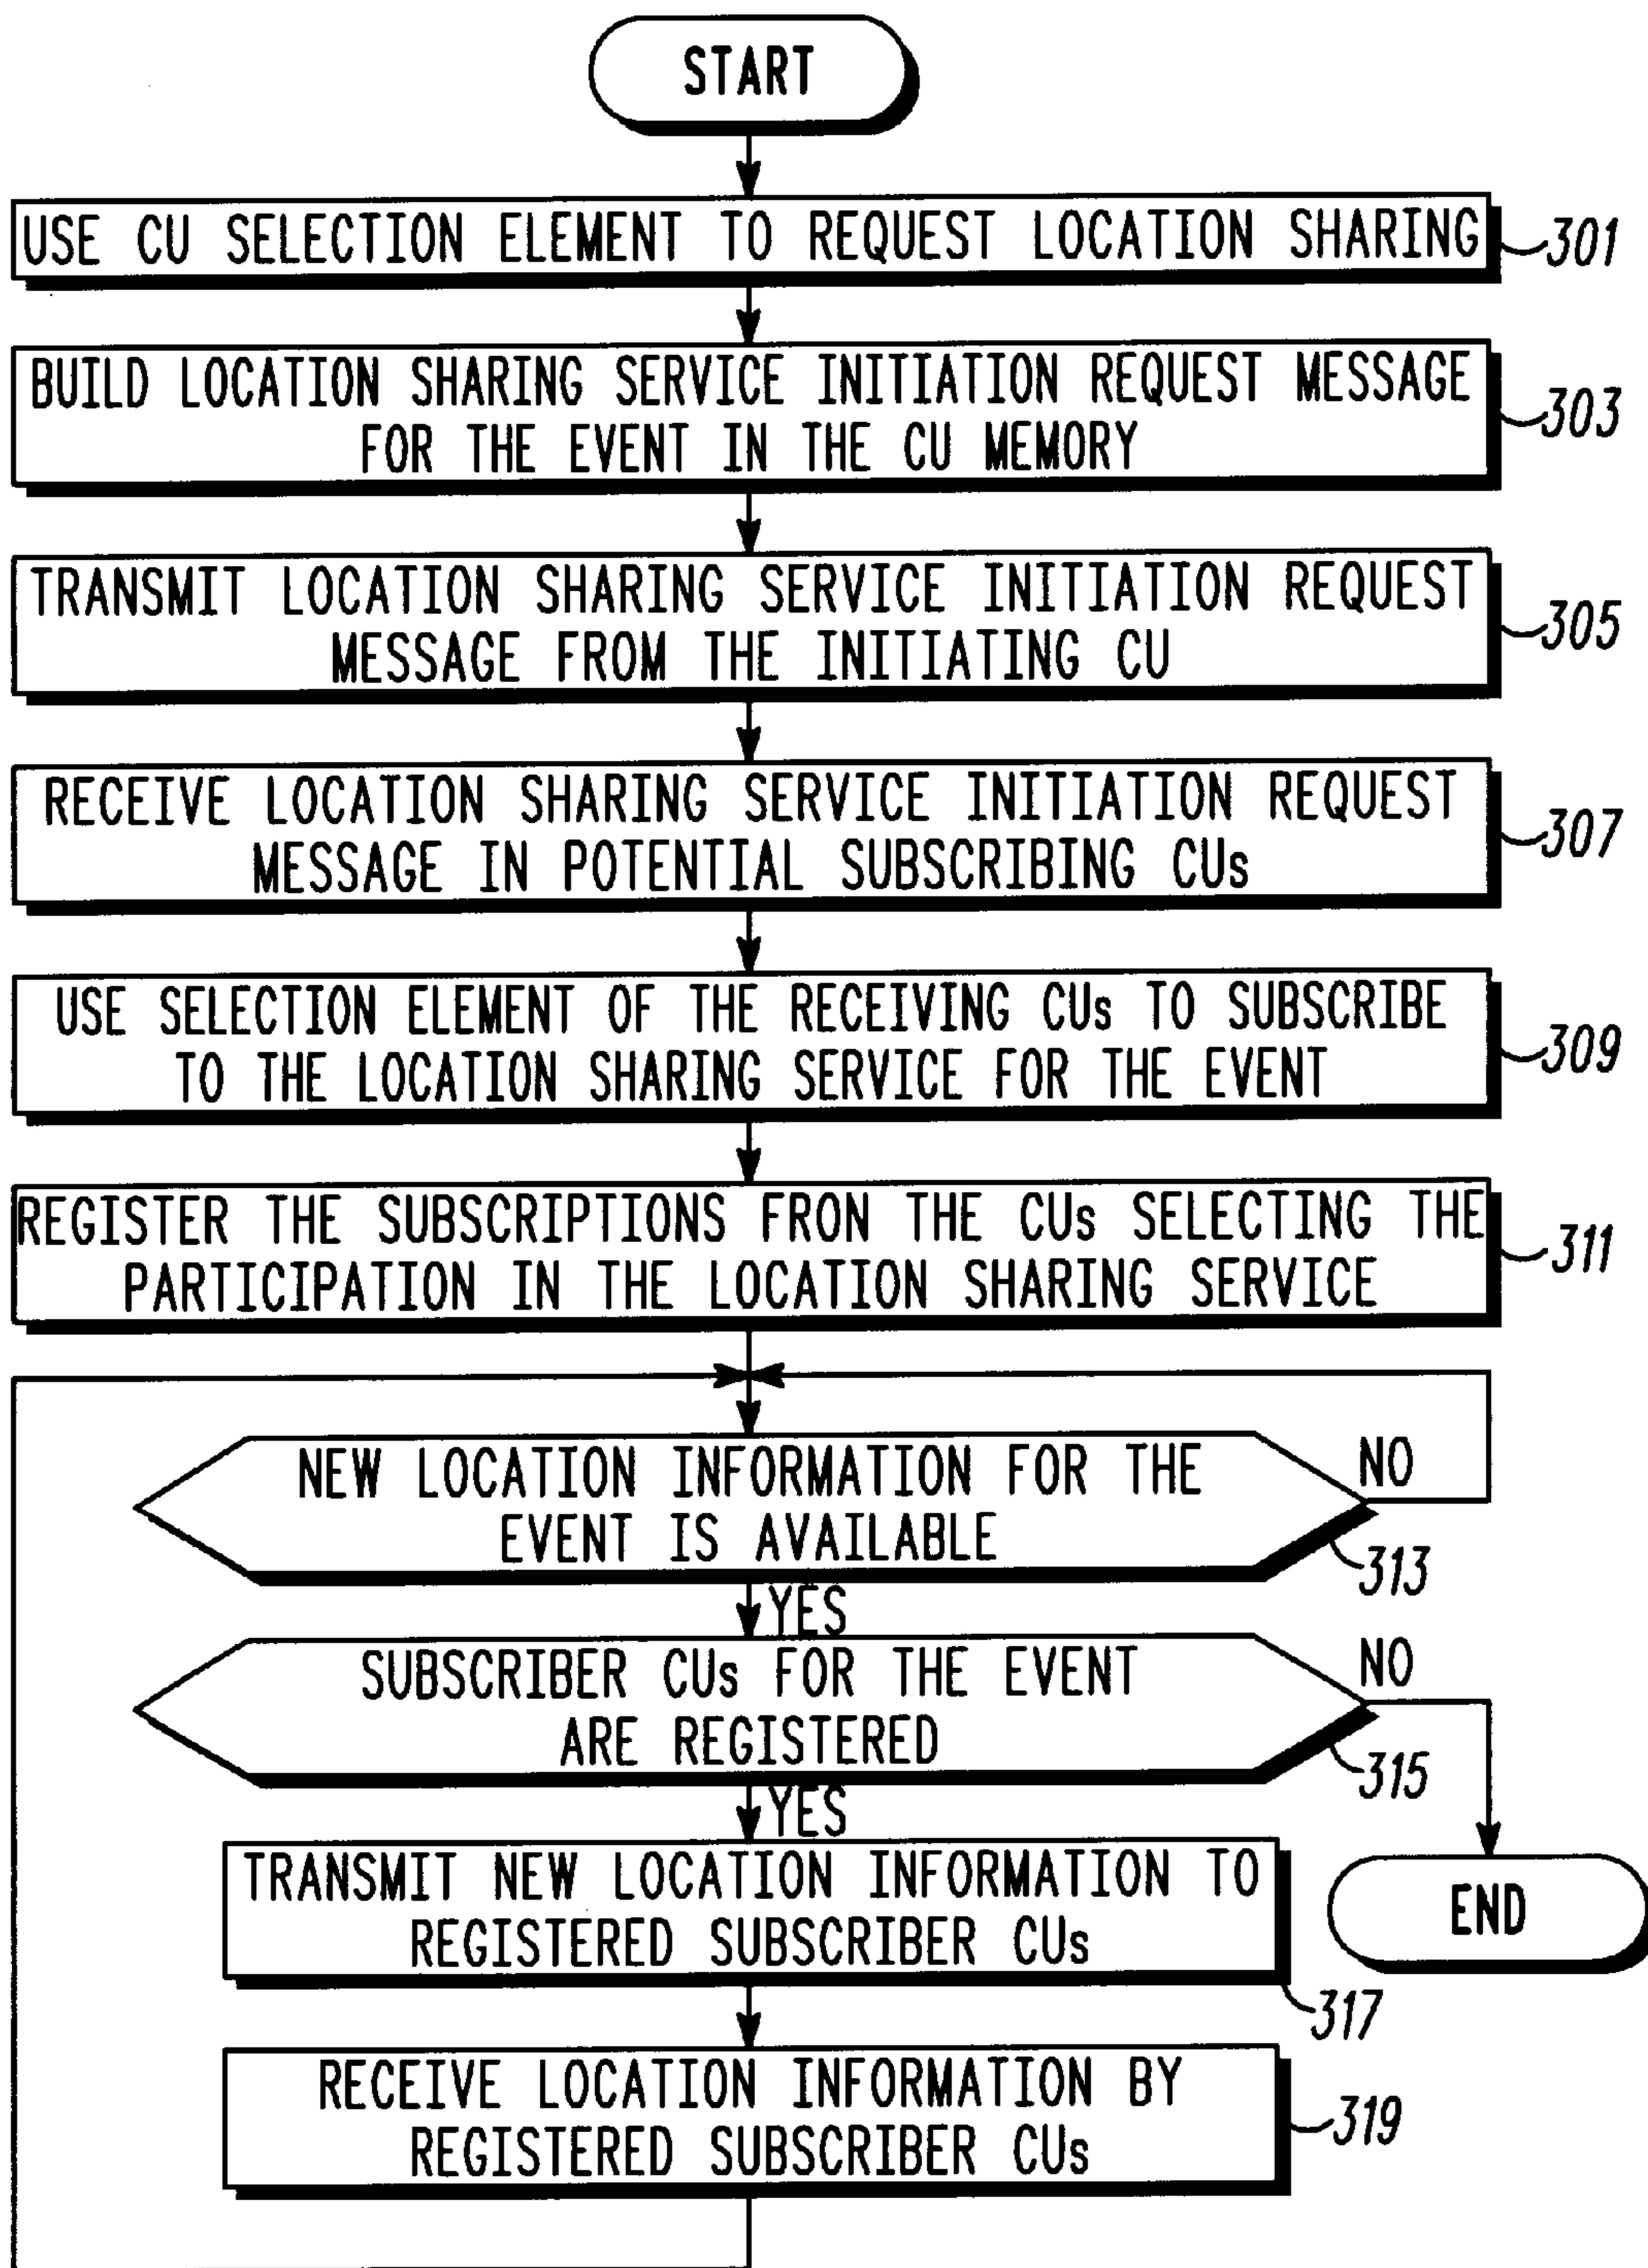 START
USE CU SELECTION ELEMENT TO REQUEST LOCATION SHARING
301
BUILD LOCATION SHARING SERVICE INITIATION REQUEST MESSAGE
FOR THE EVENT IN THE CU MEMORY
303
TRANSMIT LOCATION SHARING SERVICE INITIATION REQUEST
MESSAGE FROM THE INITIATING CU
305
RECEIVE LOCATION SHARING SERVICE INITIATION REQUEST
MESSAGE IN POTENTIAL SUBSCRIBING CUs
307
USE SELECTION ELEMENT OF THE RECEIVING CUs TO SUBSCRIBE
TO THE LOCATION SHARING SERVICE FOR THE EVENT
309
REGISTER THE SUBSCRIPTIONS FRON THE CUs SELECTING THE
PARTICIPATION IN THE LOCATION SHARING SERVICE
311
NEW LOCATION INFORMATION FOR THE
EVENT IS AVAILABLE
NO
313
YES
SUBSCRIBER CUs FOR THE EVENT
ARE REGISTERED
NO
315
YES
TRANSMIT NEW LOCATION INFORMATION TO
REGISTERED SUBSCRIBER CUs
317
END
RECEIVE LOCATION INFORMATION BY
REGISTERED SUBSCRIBER CUs
319